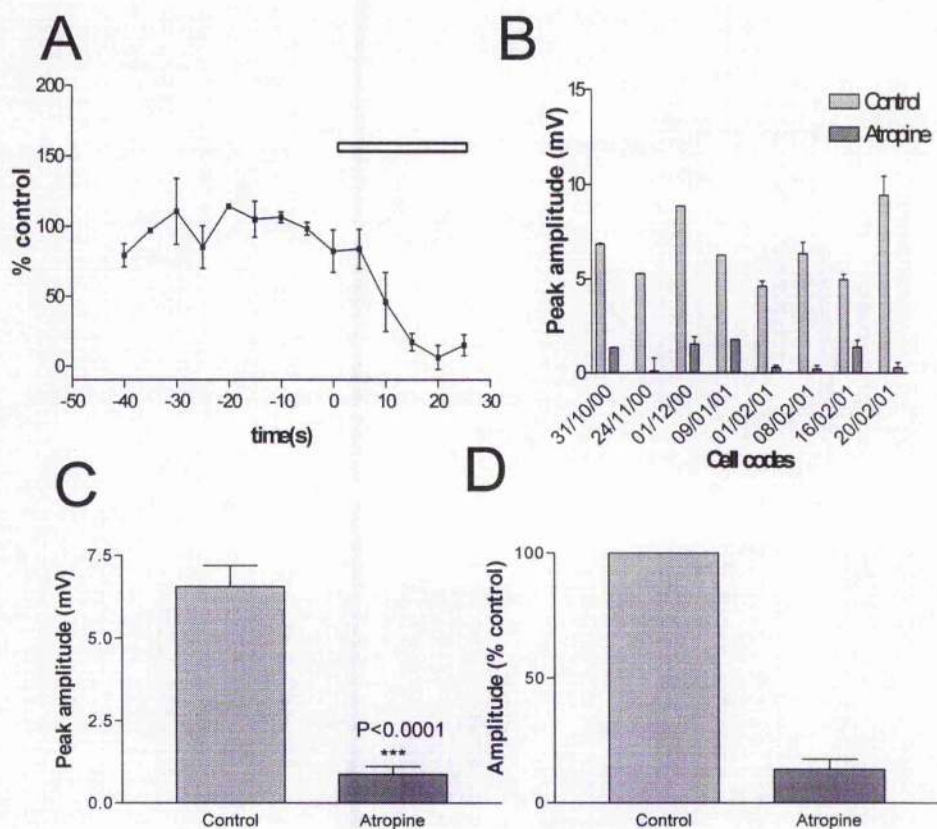 A
200
150
100
50
0
% control
-50 -40 -30 -20 -10 0 10 20 30
time(s)
B
15
10
5
0
Peak amplitude (mV)
Control
Atropine
31/10/00
24/11/00
01/12/00
09/01/01
01/02/01
08/02/01
16/02/01
20/02/01
Cell codes
C
7.5
5.0
2.5
0.0
Peak amplitude (mV)
P<0.0001
***
Control Atropine
D
100
50
0
Amplitude (% control)
Control Atropine